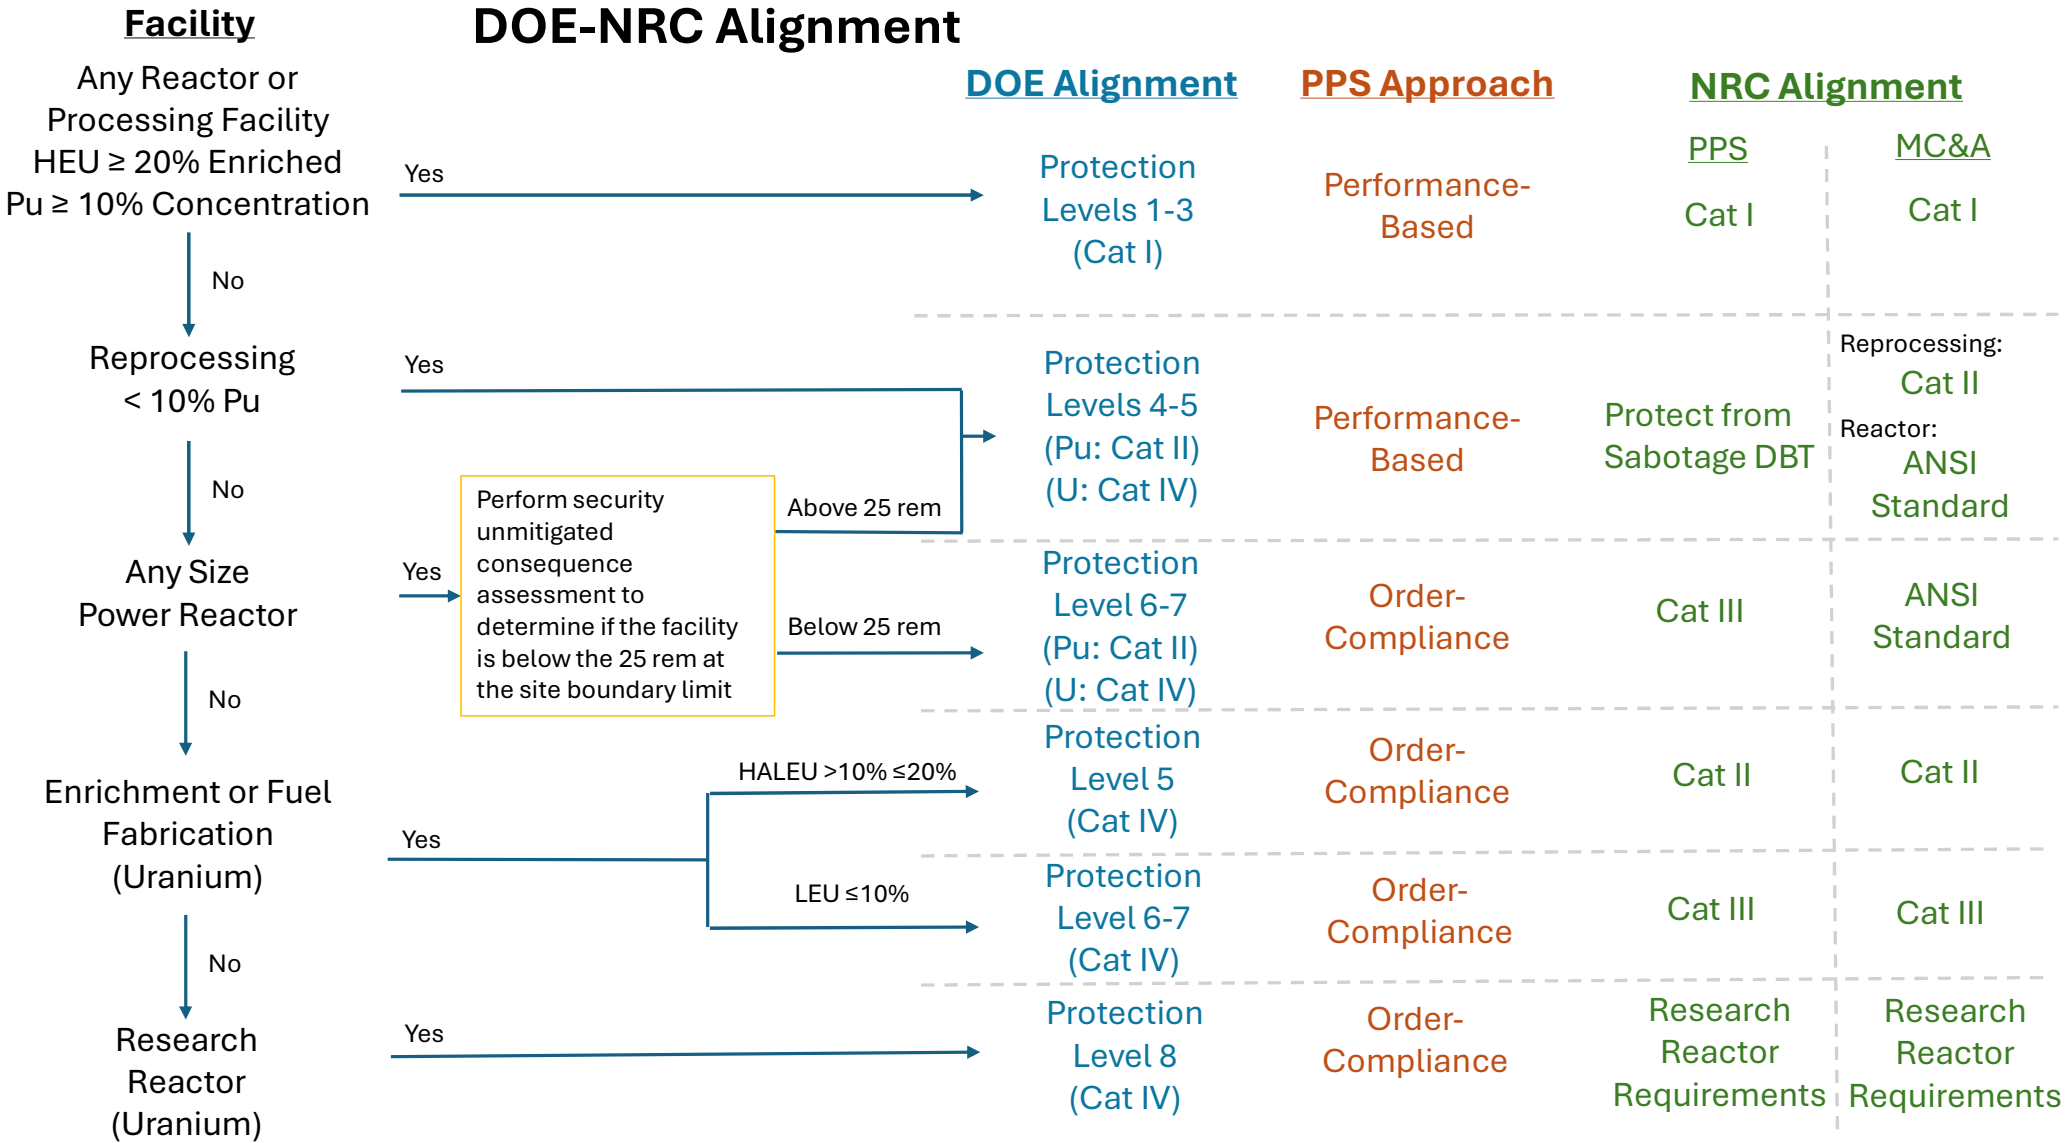 Facility
DOE-NRC Alignment
Any Reactor or
Processing Facility
HEU ≥ 20% Enriched
Pu ≥ 10% Concentration
Yes
No
DOE Alignment
PPS Approach
NRC Alignment
PPS
MC&A
Protection
Levels 1-3
(Cat I)
Performance-
Based
Cat I
Cat I
Reprocessing
< 10% Pu
Yes
No
Protection
Levels 4-5
(Pu: Cat II)
(U: Cat IV)
Performance-
Based
Protect from
Sabotage DBT
Reprocessing:
Cat II
Reactor:
ANSI
Standard
Any Size
Power Reactor
Yes
No
Perform security
unmitigated
consequence
assessment to
determine if the facility
is below the 25 rem at
the site boundary limit
Above 25 rem
Below 25 rem
Protection
Level 6-7
(Pu: Cat II)
(U: Cat IV)
Order-
Compliance
Cat III
ANSI
Standard
Enrichment or Fuel
Fabrication
(Uranium)
Yes
No
HALEU >10% ≤20%
Protection
Level 5
(Cat IV)
Order-
Compliance
Cat II
Cat II
LEU ≤10%
Protection
Level 6-7
(Cat IV)
Order-
Compliance
Cat III
Cat III
Research
Reactor
(Uranium)
Yes
Protection
Level 8
(Cat IV)
Order-
Compliance
Research
Reactor
Requirements
Research
Reactor
Requirements